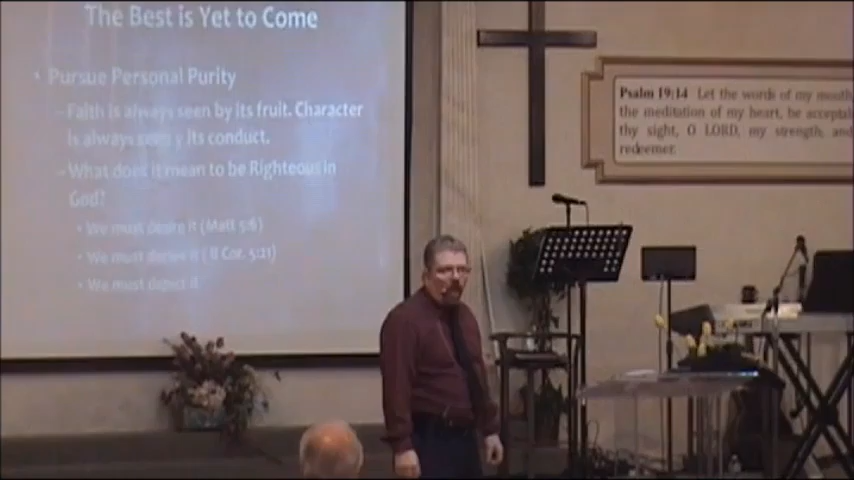 The Best is Yet to Come
• Pursue Personal Purity
– Faith is always seen by its fruit. Character
is always seen y its conduct.
– What does it mean to be Righteous in
God?
• We must desire it (Matt 5:6)
• We must derive it (II Cor. 5:21)
• We must depict it
Psalm 19:14 Let the words of my mouth,
the meditation of my heart, be acceptabl
thy sight, O LORD, my strength, and
redeemer.